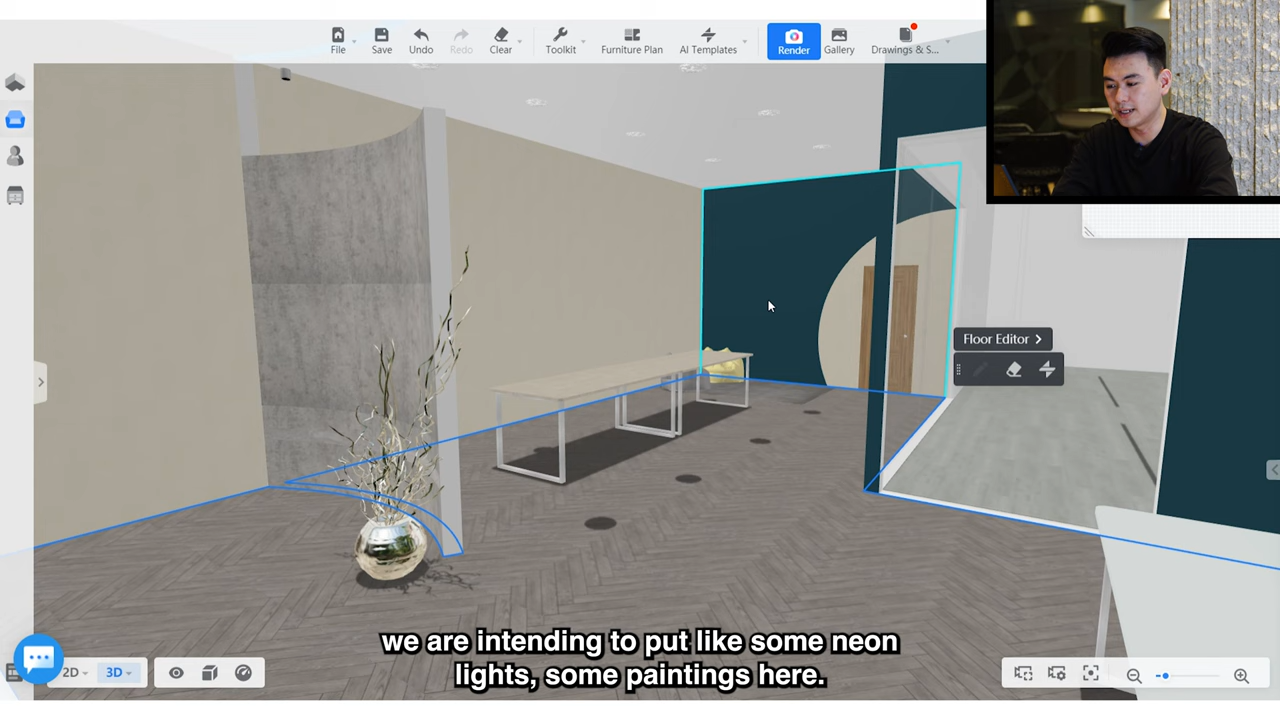 File
Save
Undo
Redo
Clear
Toolkit
Furniture Plan
AI Templates
Render
Gallery
Drawings & S...
Floor Editor
we are intending to put like some neon
lights, some paintings here.
2D
3D